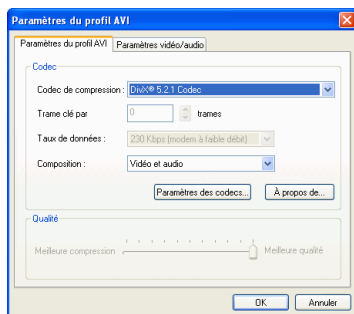 Paramètres du profil AVI
Paramètres du profil AVI Paramètres vidéo/audio
Codec
Codec de compression : DivX® 5.2.1 Codec
Trame clé par 0 trames
Taux de données : 230 Kbps (modem à faible débit)
Composition : Vidéo et audio
Paramètres des codecs... À propos de...
Qualité
Meilleure compression Meilleure qualité
OK Annuler